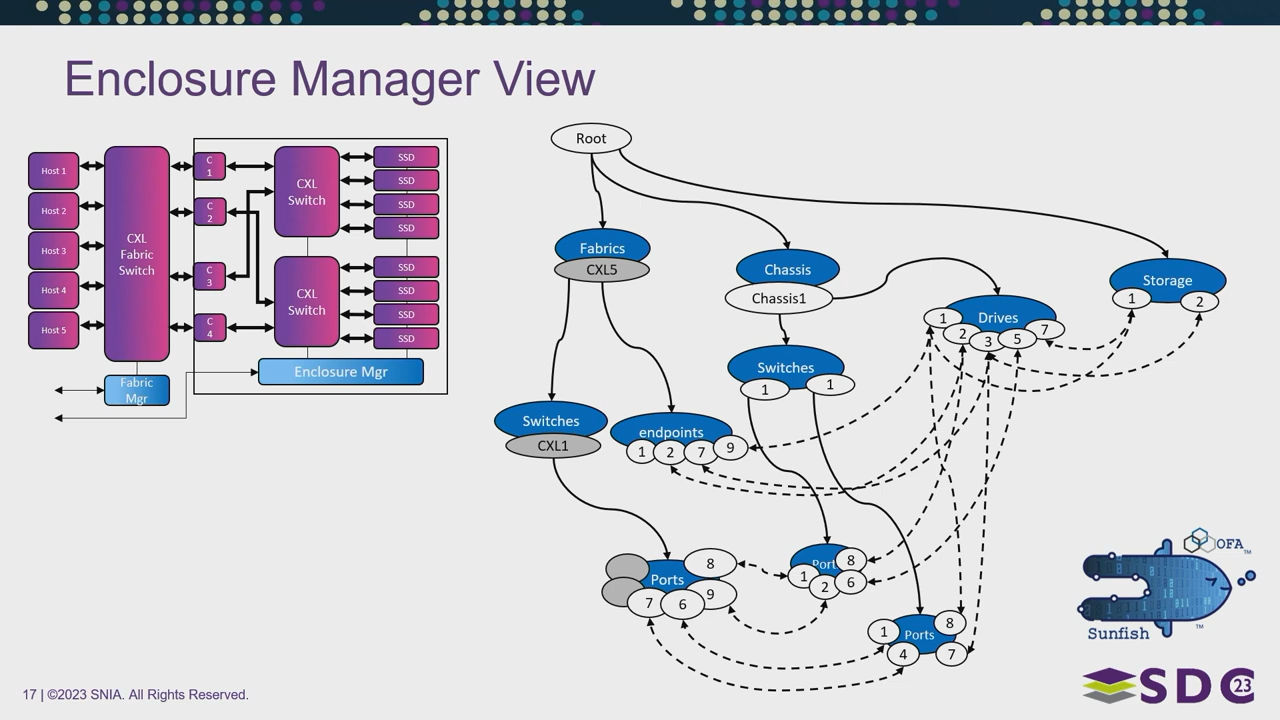 Enclosure Manager View
Host 1
Host 2
Host 3
Host 4
Host 5
CXL
Fabric
Switch
Fabric
Mgr
C
1
C
2
C
3
C
4
CXL
Switch
CXL
Switch
SSD
SSD
SSD
SSD
SSD
SSD
SSD
SSD
Enclosure Mgr
Root
Fabrics
CXL5
Chassis
Chassis1
Storage
1
2
Drives
1
2
3
5
7
Switches
1
1
Switches
CXL1
endpoints
1
2
7
9
Ports
8
9
7
6
Port
8
1
2
6
Ports
1
8
4
7
OFA
TM
Sunfish
TM
SDC
23
17 | ©2023 SNIA. All Rights Reserved.